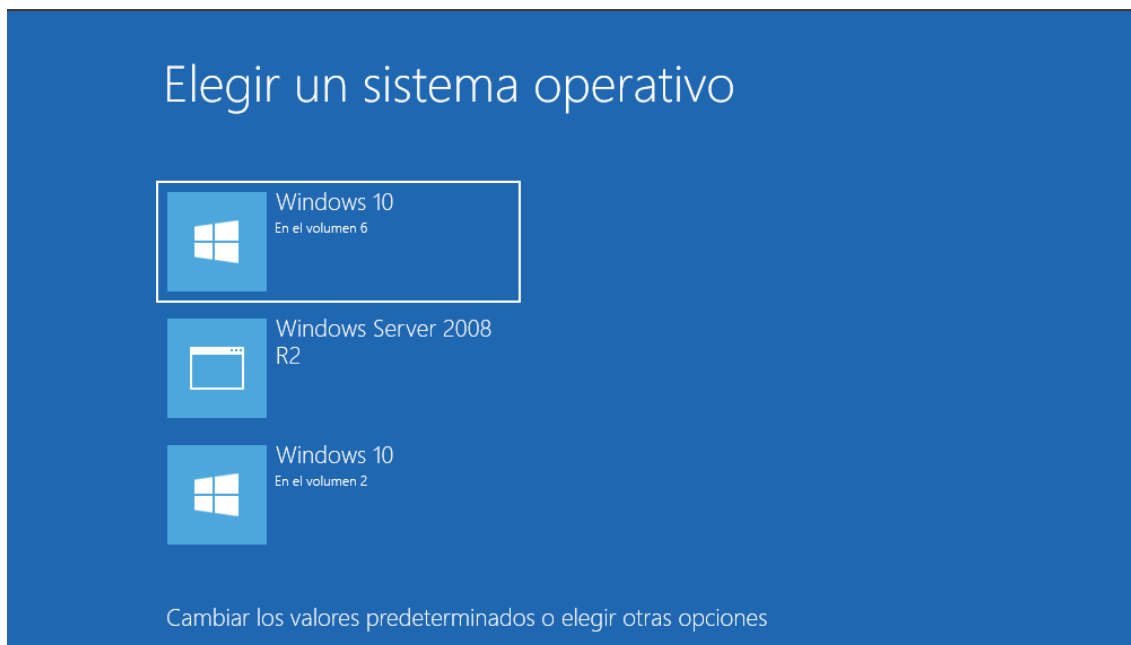 Elegir un sistema operativo
Windows 10
En el volumen 6
Windows Server 2008
R2
Windows 10
En el volumen 2
Cambiar los valores predeterminados o elegir otras opciones